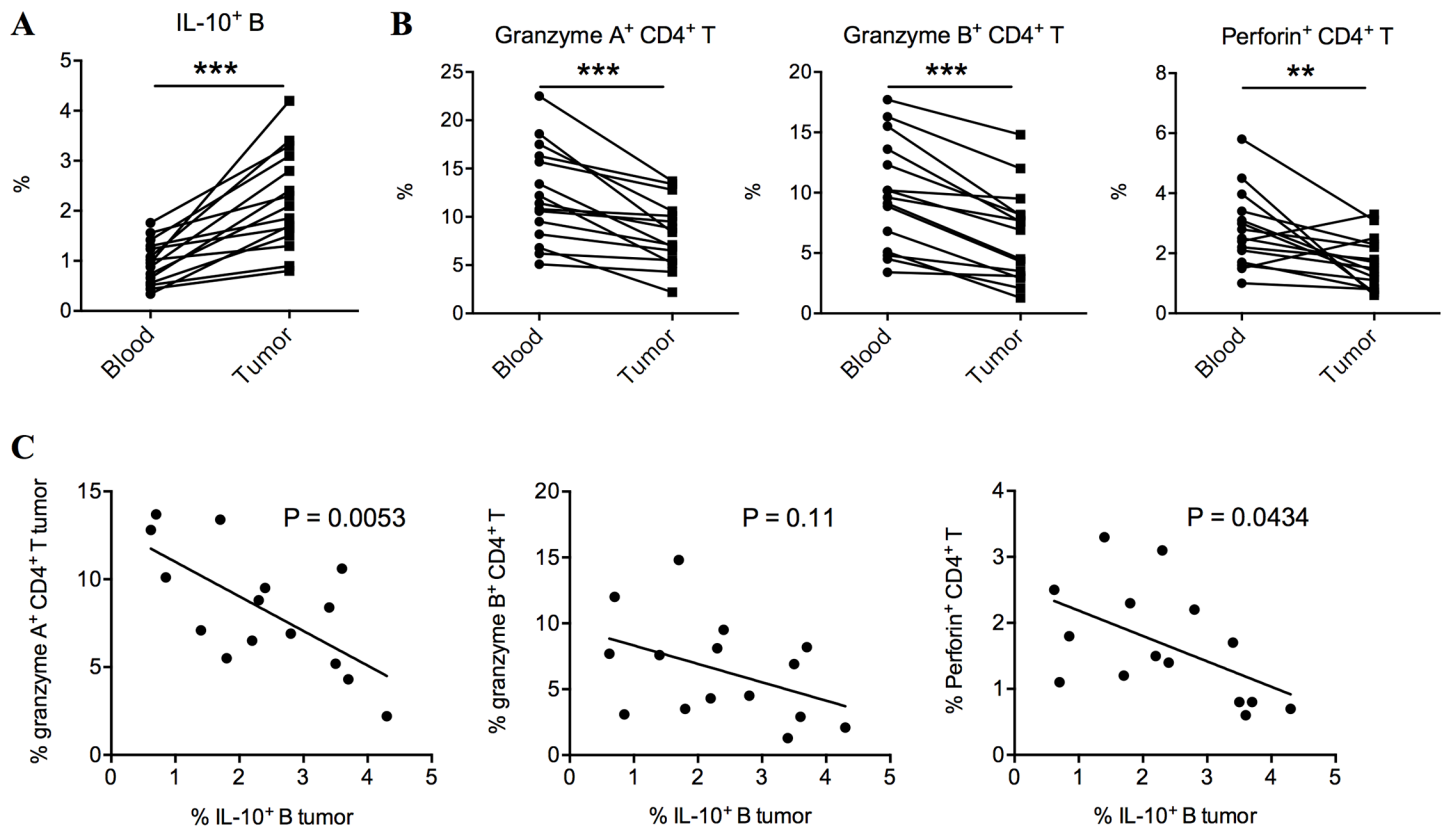 A
IL-10⁺ B
***
5
4
3
2
1
0
%
Blood
Tumor
B
Granzyme A⁺ CD4⁺ T
***
25
20
15
10
5
0
%
Blood
Tumor
Granzyme B⁺ CD4⁺ T
***
20
15
10
5
0
%
Blood
Tumor
Perforin⁺ CD4⁺ T
**
8
6
4
2
0
%
Blood
Tumor
C
% granzyme A⁺ CD4⁺ T tumor
15
10
5
0
P = 0.0053
0 1 2 3 4 5
% IL-10⁺ B tumor
% granzyme B⁺ CD4⁺ T
20
15
10
5
0
P = 0.11
0 1 2 3 4 5
% IL-10⁺ B tumor
% Perforin⁺ CD4⁺ T
4
3
2
1
0
P = 0.0434
0 1 2 3 4 5
% IL-10⁺ B tumor